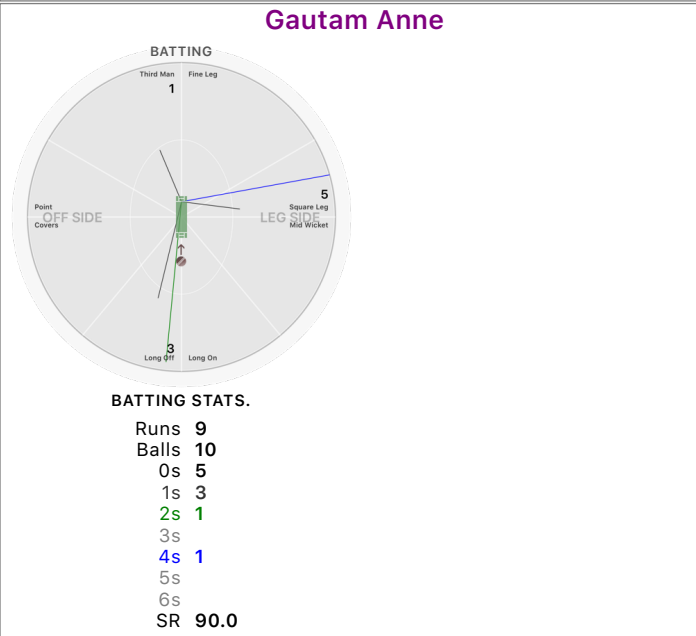 Gautam Anne
BATTING
Third Man Fine Leg
1
5
Point Square Leg
OFF SIDE LEG SIDE
Covers Mid Wicket
3
Long Off Long On
BATTING STATS.
Runs 9
Balls 10
0s 5
1s 3
2s 1
3s
4s 1
5s
6s
SR 90.0